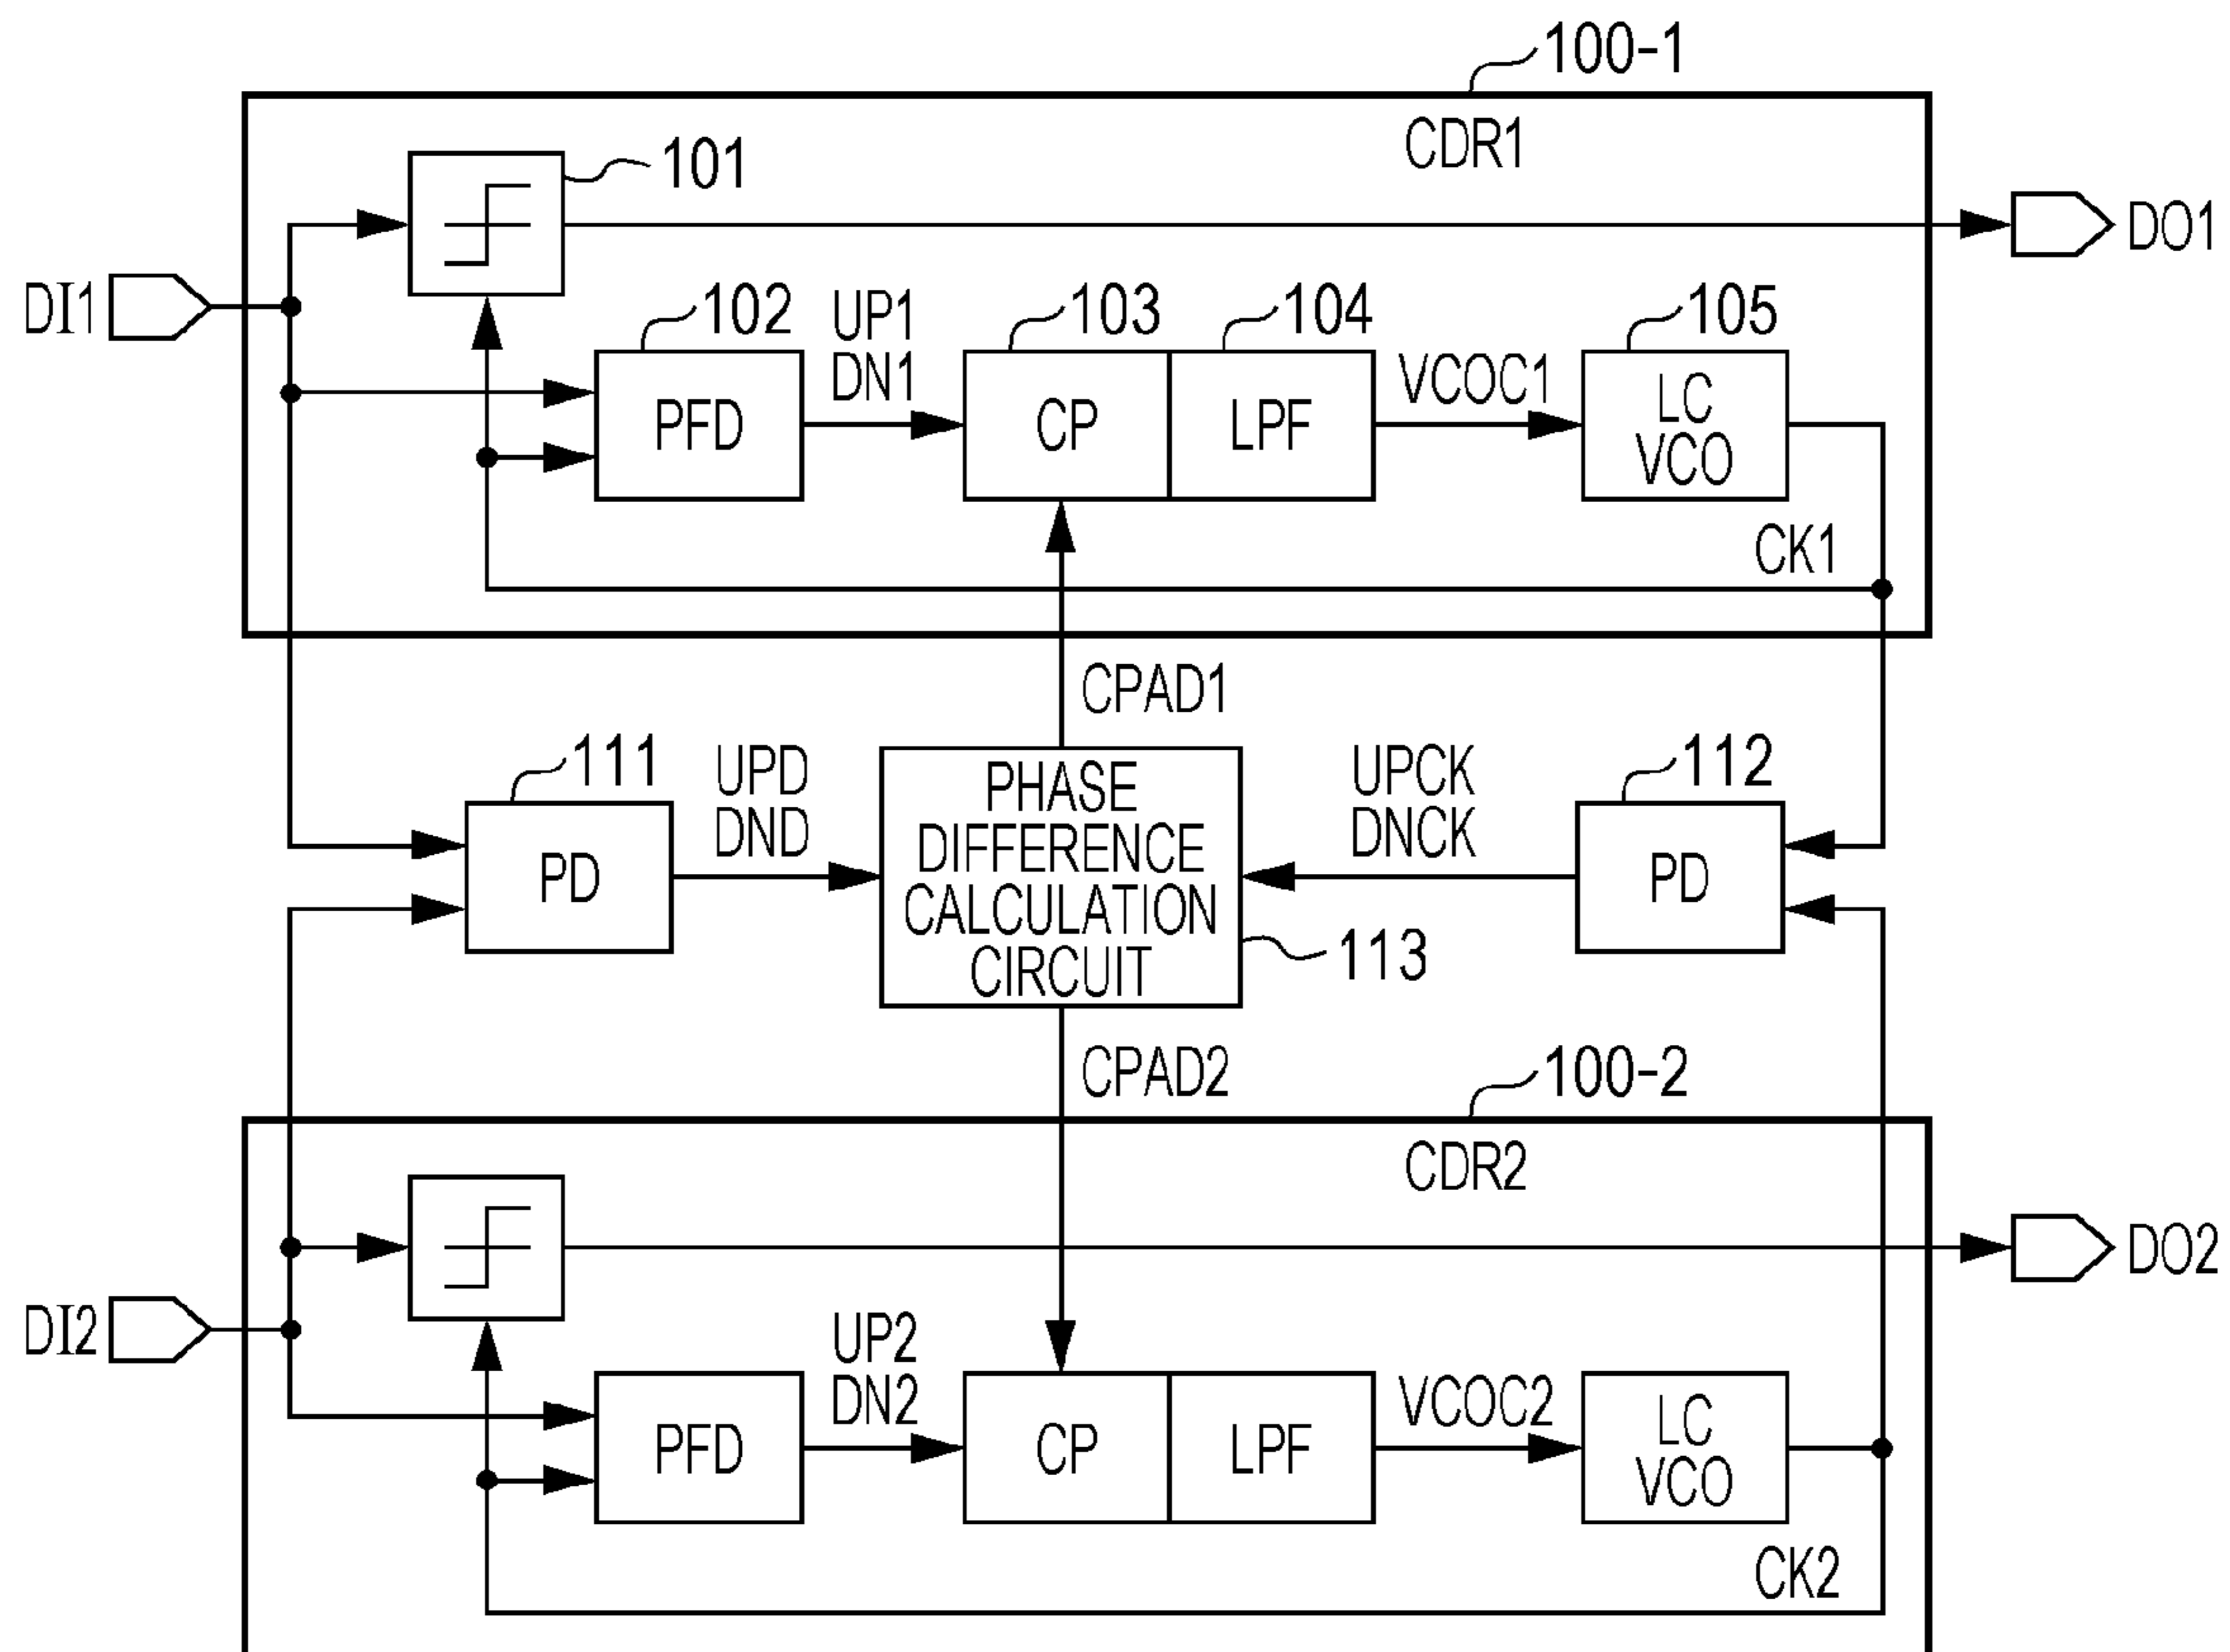 100-1
CDR1
101
DO1
DI1
102
UP1
DN1
103
104
VCOC1
105
PFD
CP
LPF
LC
VCO
CK1
CPAD1
111
UPD
DND
PD
PHASE
DIFFERENCE
CALCULATION
CIRCUIT
113
UPCK
DNCK
112
PD
CPAD2
100-2
CDR2
DO2
DI2
UP2
DN2
VCOC2
PFD
CP
LPF
LC
VCO
CK2